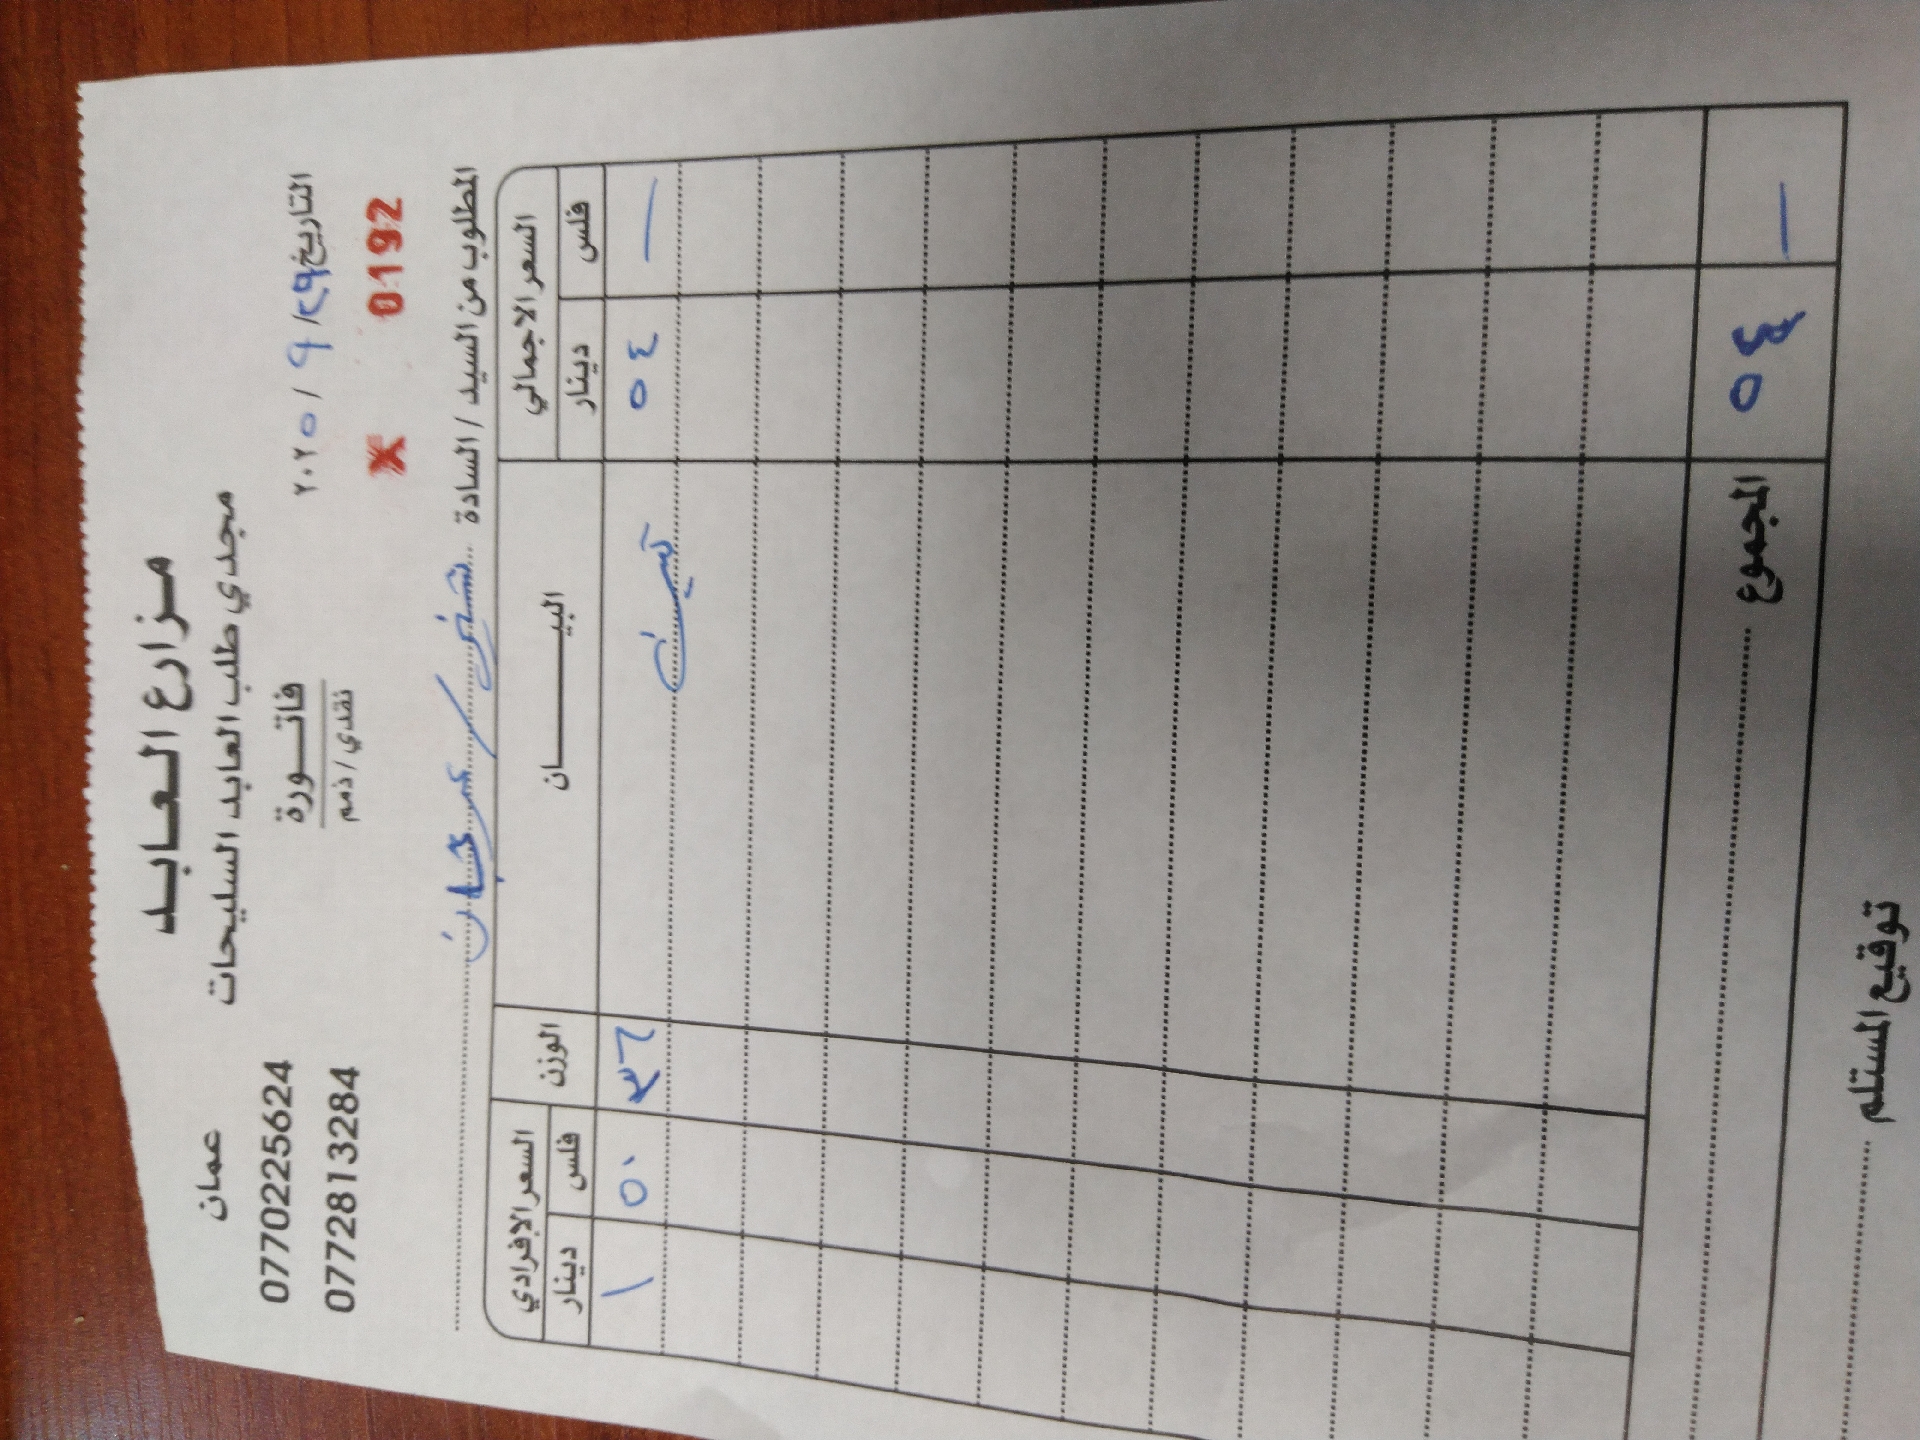 مزارع العابد
مجدي طلب العابد السليحات
عمان
0770225624
0772813284
فاتورة
نقدي / ذمم
التاريخ ٢٩ / ٩ / ٢٠٢٥
X 0192
المطلوب من السيد / السادة
السعر الافرادي الوزن البيان السعر الاجمالي
دينار فلس دينار فلس
١ ٥٠ ٣٦ ٥٤ —
المجموع ٥٤ —
توقيع المستلم